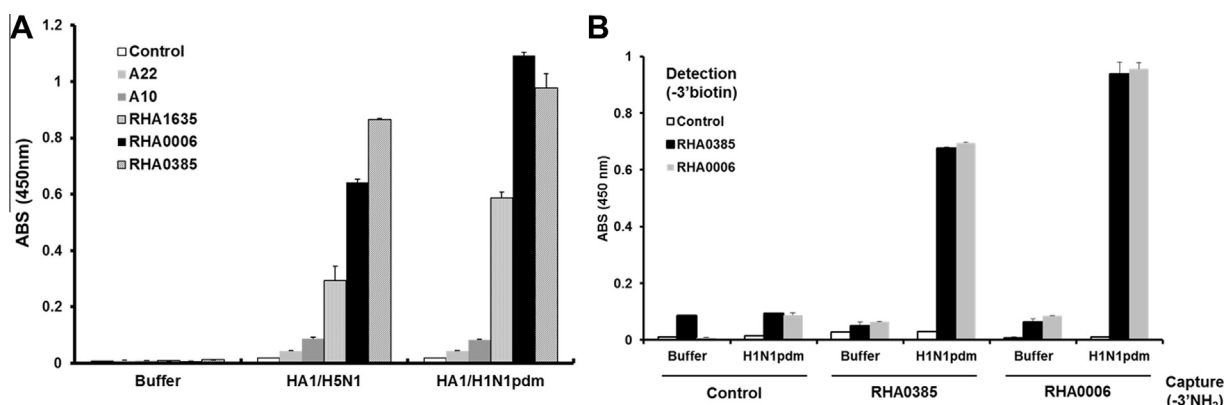 A
1.2
1
0.8
0.6
0.4
0.2
0
ABS (450nm)
Control
A22
A10
RHA1635
RHA0006
RHA0385
Buffer
HA1/H5N1
HA1/H1N1pdm
B
1
0.8
0.6
0.4
0.2
0
ABS (450 nm)
Detection
(-3'biotin)
Control
RHA0385
RHA0006
Buffer
H1N1pdm
Buffer
H1N1pdm
Buffer
H1N1pdm
Control
RHA0385
RHA0006
Capture
(-3'NH₂)